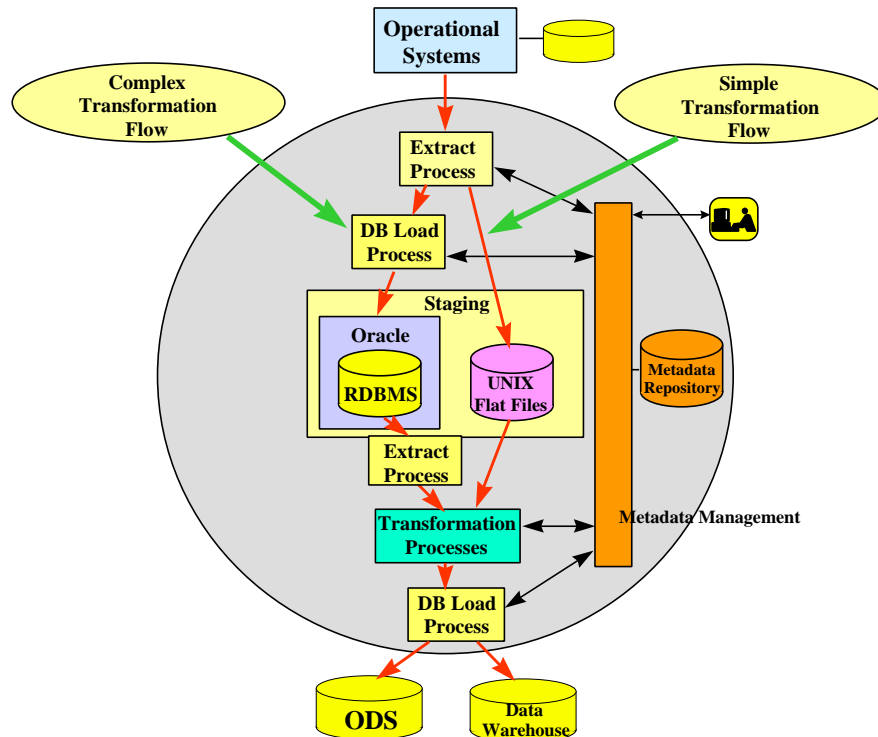 Operational
Systems
Complex
Transformation
Flow
Simple
Transformation
Flow
Extract
Process
DB Load
Process
Staging
Oracle
RDBMS
UNIX
Flat Files
Metadata
Repository
Extract
Process
Transformation
Processes
Metadata Management
DB Load
Process
ODS
Data
Warehouse